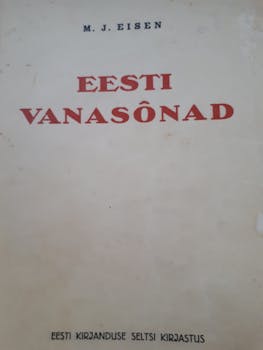 M. J. EISEN
EESTI
VANASÔNAD
EESTI KIRJANDUSE SELTSI KIRJASTUS